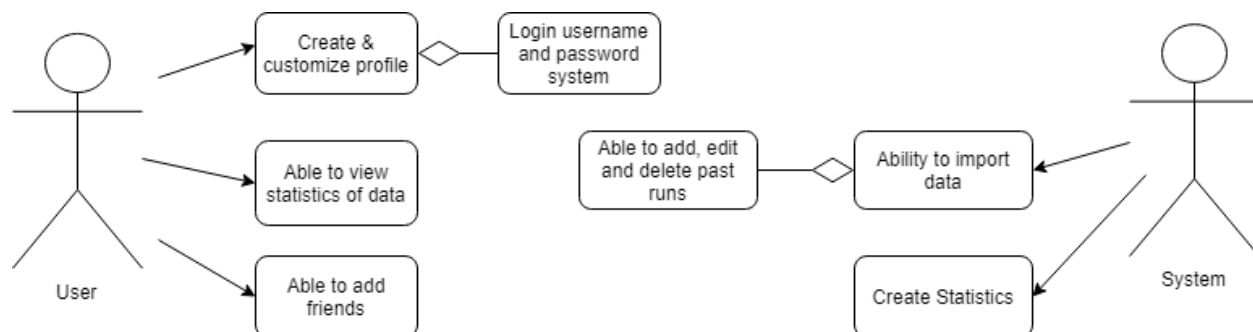 Create &
customize profile
Login username
and password
system
Able to view
statistics of data
Able to add, edit
and delete past
runs
Ability to import
data
Able to add
friends
Create Statistics
User
System